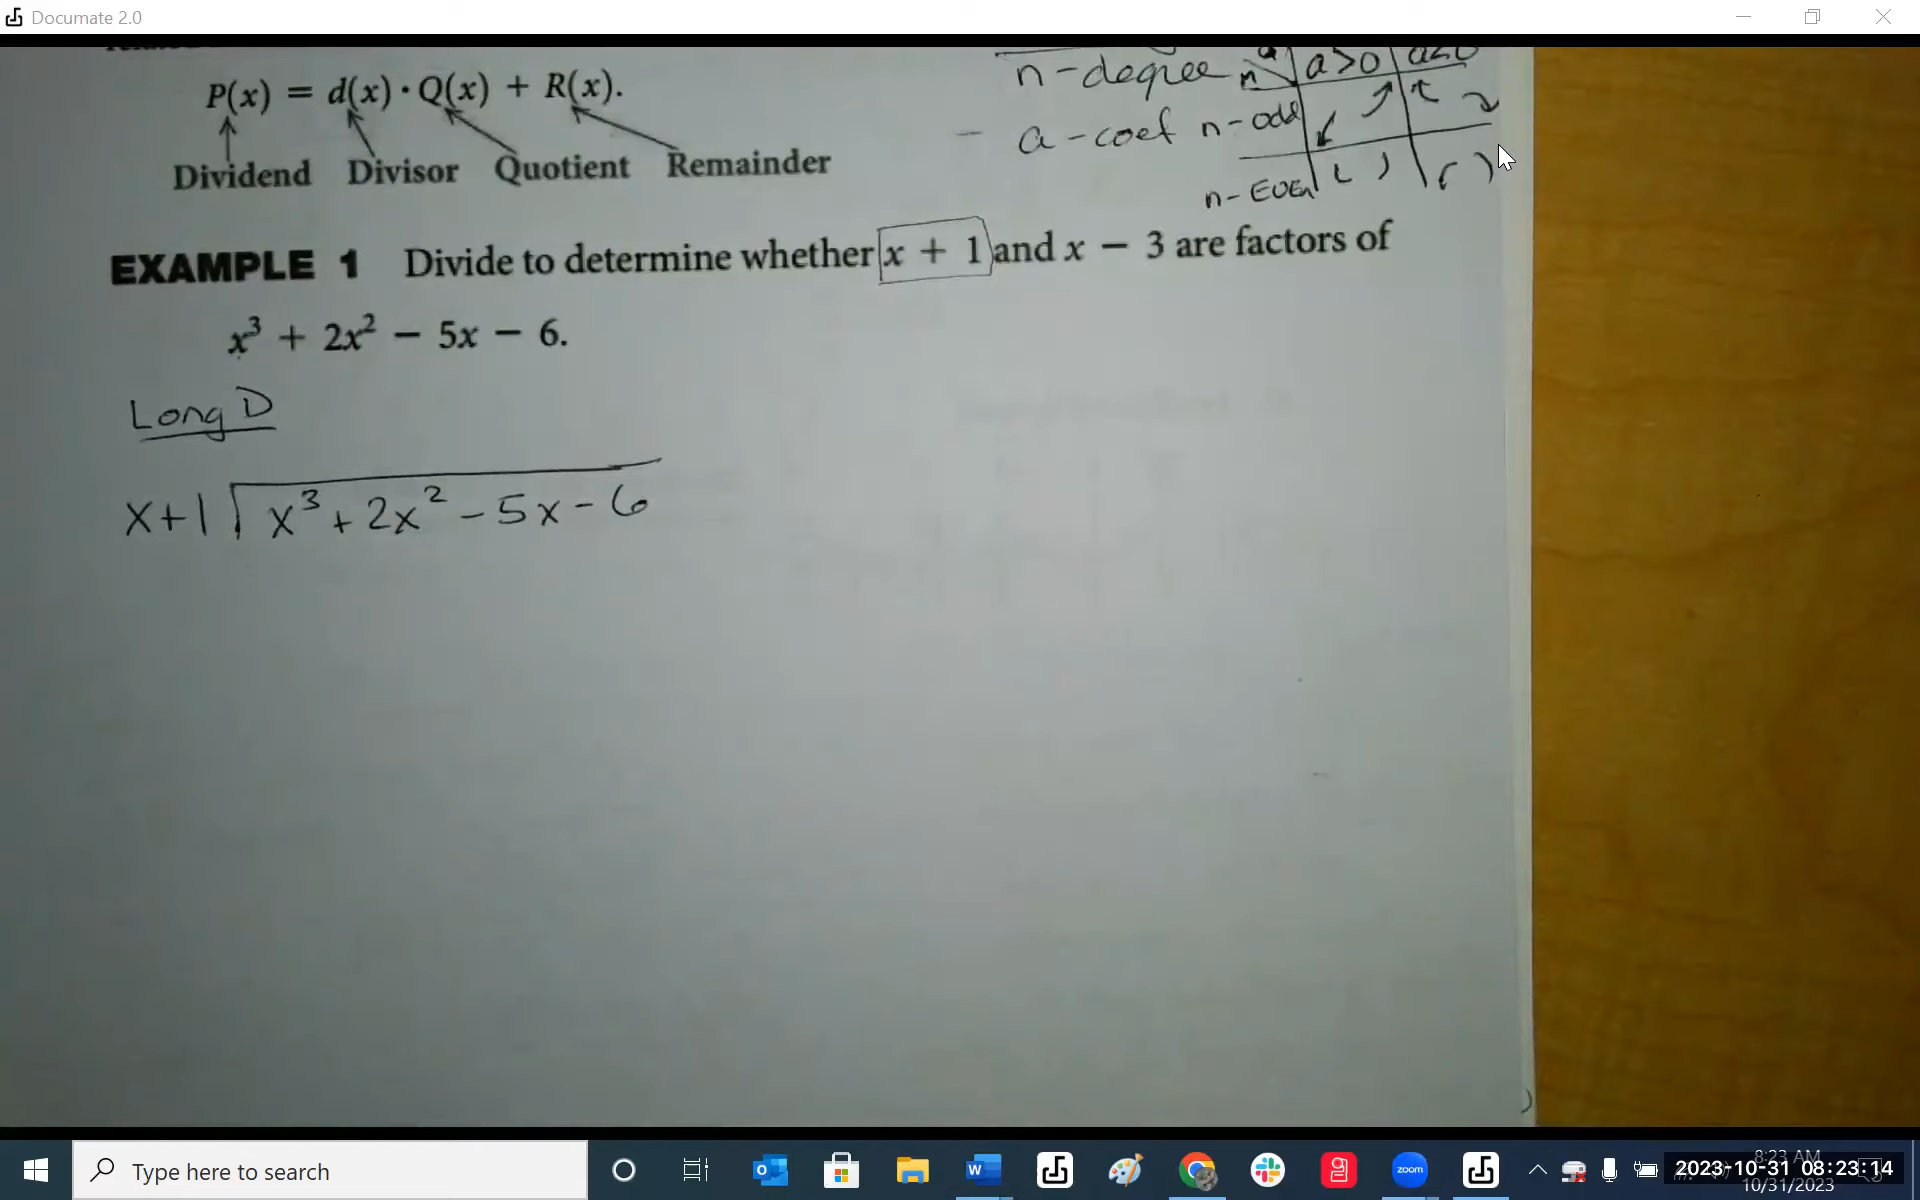 Documate 2.0
P(x) = d(x) · Q(x) + R(x).
Dividend Divisor Quotient Remainder
n-degree n a a>0 a<0
a-coef n-odd
n-EVEn
EXAMPLE 1 Divide to determine whether x + 1 and x − 3 are factors of
x³ + 2x² − 5x − 6.
Long D
x+1 x³ + 2x² − 5x − 6
Type here to search
zoom
8:23 AM
2023-10-31 08:23:14
10/31/2023